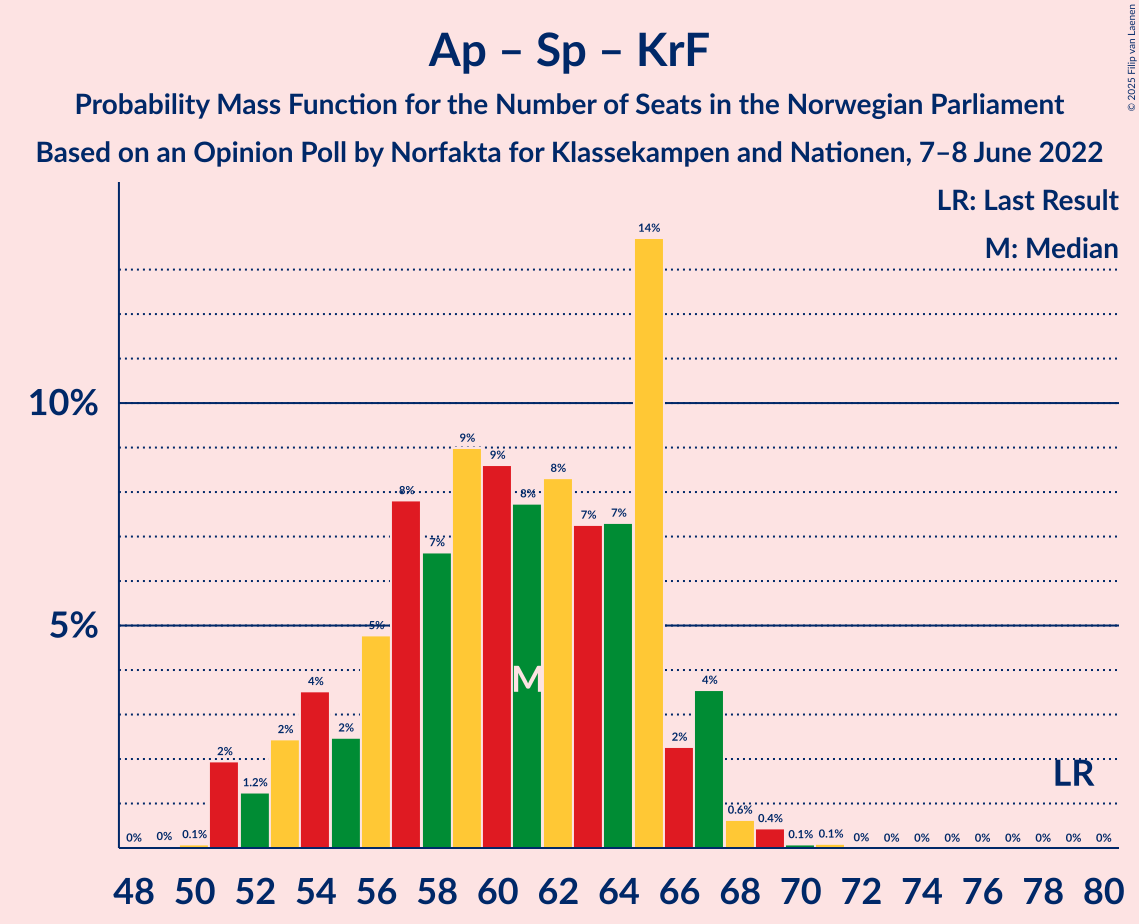 Ap – Sp – KrF
Probability Mass Function for the Number of Seats in the Norwegian Parliament
Based on an Opinion Poll by Norfakta for Klassekampen and Nationen, 7–8 June 2022
© 2025 Filip van Laenen
LR: Last Result
M: Median
10%
5%
0% 0% 0.1% 2% 1.2% 2% 4% 2% 5% 8% 7% 9% 9% 8% 8% 7% 7% 14% 2% 4% 0.6% 0.4% 0.1% 0.1% 0% 0% 0% 0% 0% 0% 0% 0% 0%
M
LR
48 50 52 54 56 58 60 62 64 66 68 70 72 74 76 78 80